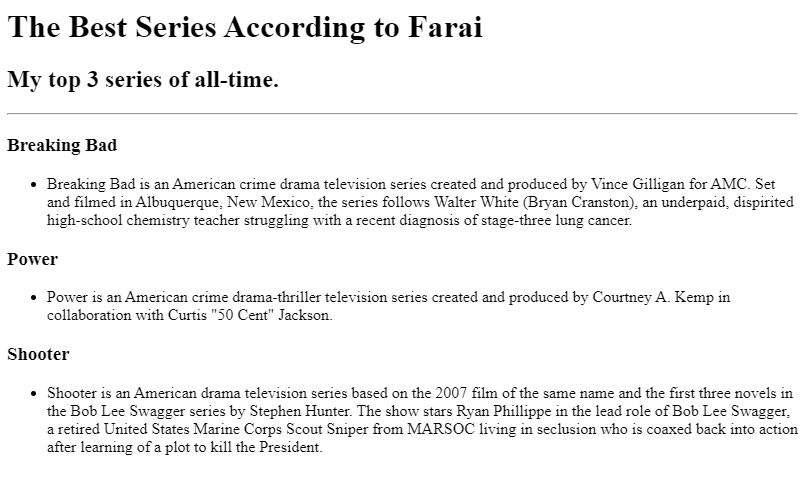 The Best Series According to Farai
My top 3 series of all-time.
Breaking Bad
Breaking Bad is an American crime drama television series created and produced by Vince Gilligan for AMC. Set
and filmed in Albuquerque, New Mexico, the series follows Walter White (Bryan Cranston), an underpaid, dispirited
high-school chemistry teacher struggling with a recent diagnosis of stage-three lung cancer.
Power
Power is an American crime drama-thriller television series created and produced by Courtney A. Kemp in
collaboration with Curtis "50 Cent" Jackson.
Shooter
Shooter is an American drama television series based on the 2007 film of the same name and the first three novels in
the Bob Lee Swagger series by Stephen Hunter. The show stars Ryan Phillippe in the lead role of Bob Lee Swagger,
a retired United States Marine Corps Scout Sniper from MARSOC living in seclusion who is coaxed back into action
after learning of a plot to kill the President.